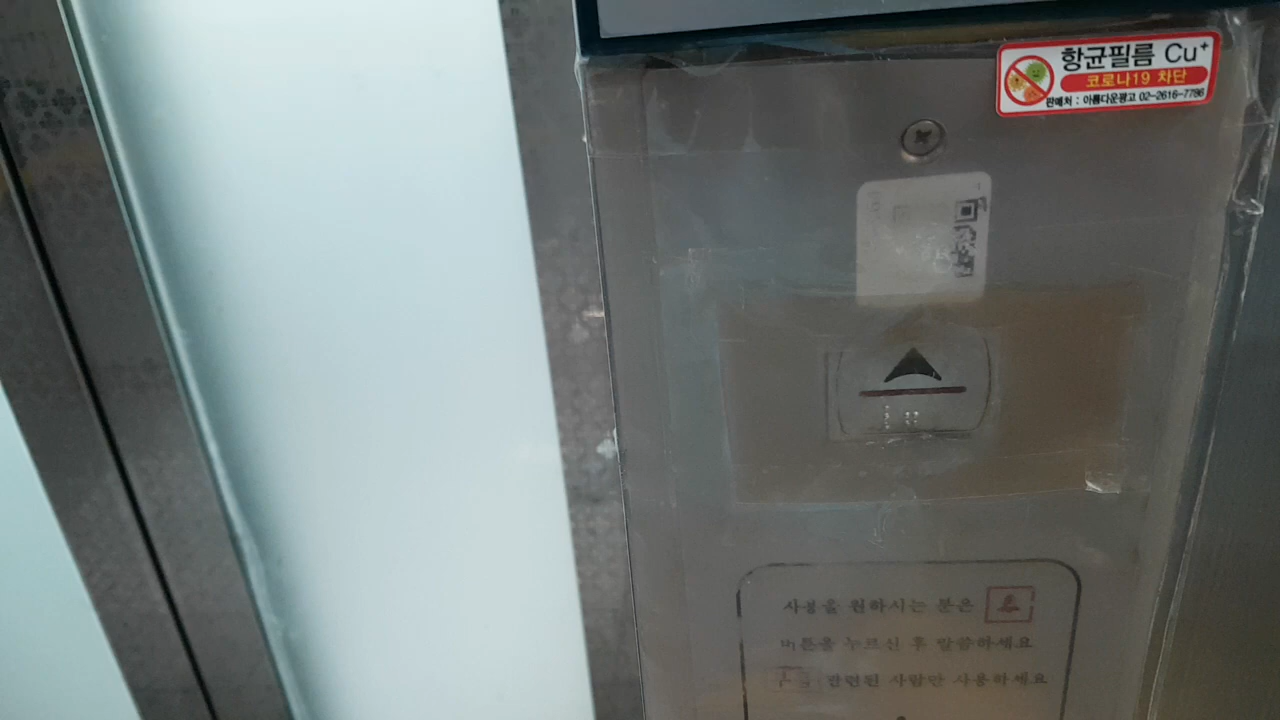 항균필름 Cu+
코로나19 차단
판매처 : 아름다운광고 02-2616-7786
사용을 원하시는 분은
버튼을 누르신 후 말씀하세요
관련된 사람만 사용하세요